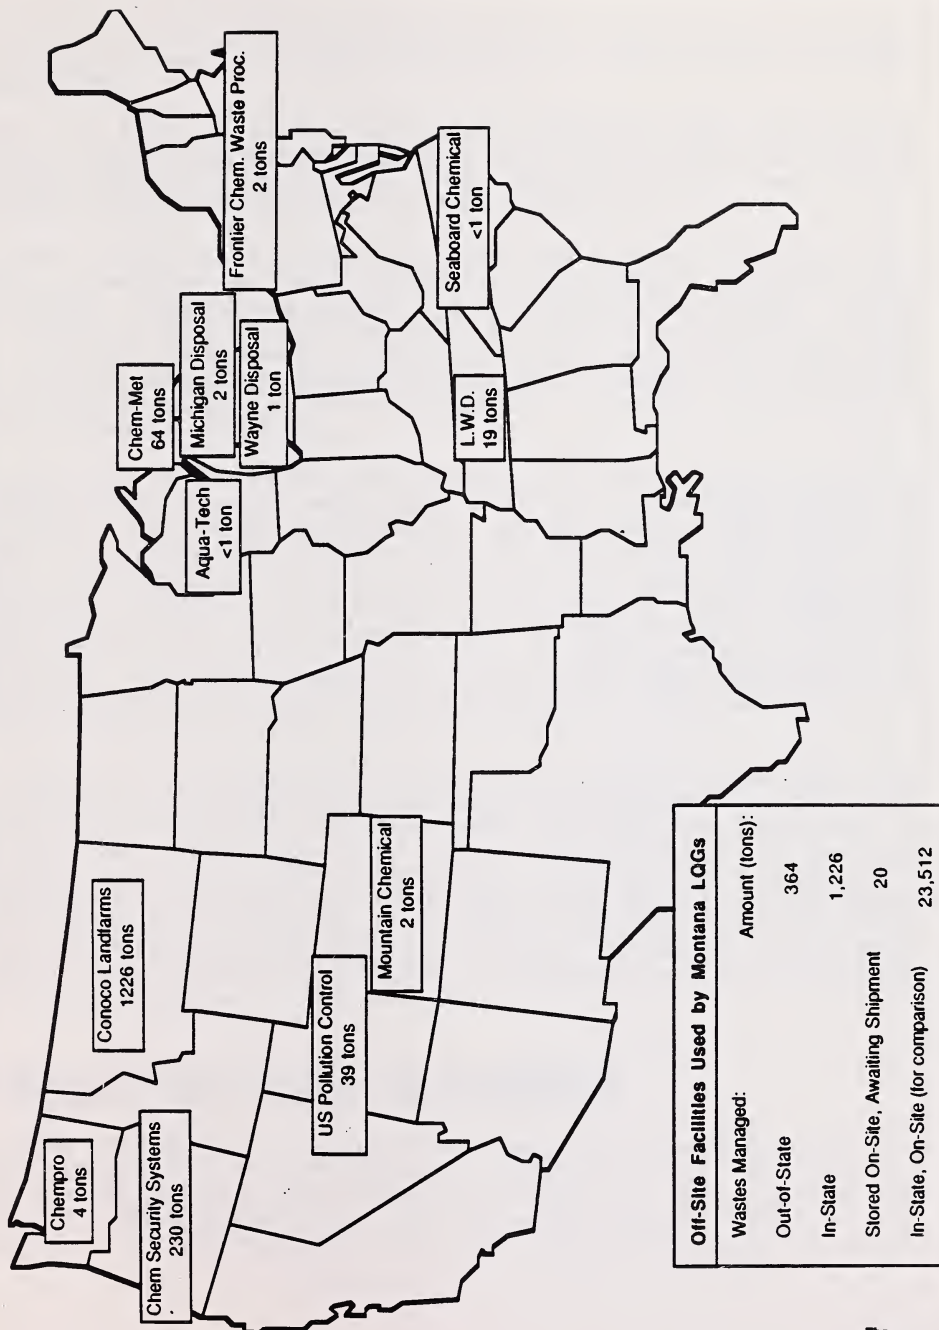 Chempro
4 tons
Chem Security Systems
230 tons
Conoco Landfarms
1226 tons
US Pollution Control
39 tons
Mountain Chemical
2 tons
Aqua-Tech
<1 ton
Chem-Met
64 tons
Michigan Disposal
2 tons
Wayne Disposal
1 ton
Frontier Chem. Waste Proc.
2 tons
L.W.D.
19 tons
Seaboard Chemical
<1 ton
Off-Site Facilities Used by Montana LQGs
Wastes Managed: Amount (tons):
Out-of-State 364
In-State 1,226
Stored On-Site, Awaiting Shipment 20
In-State, On-Site (for comparison) 23,512